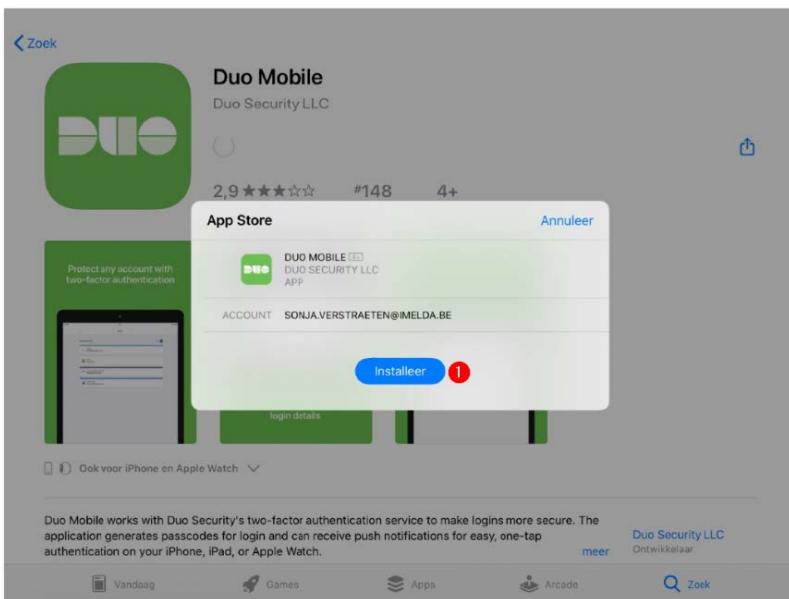 Zoek
Duo Mobile
Duo Security LLC
DUO
2,9 ★★★☆☆ #148 4+
App Store Annuleer
DUO MOBILE 4+
DUO SECURITY LLC
APP
ACCOUNT SONJA.VERSTRAETEN@IMELDA.BE
Installeer 1
Protect any account with
two-factor authentication
login details
Ook voor iPhone en Apple Watch
Duo Mobile works with Duo Security's two-factor authentication service to make logins more secure. The
application generates passcodes for login and can receive push notifications for easy, one-tap
authentication on your iPhone, iPad, or Apple Watch. meer
Duo Security LLC
Ontwikkelaar
Vandaag Games Apps Arcade Zoek